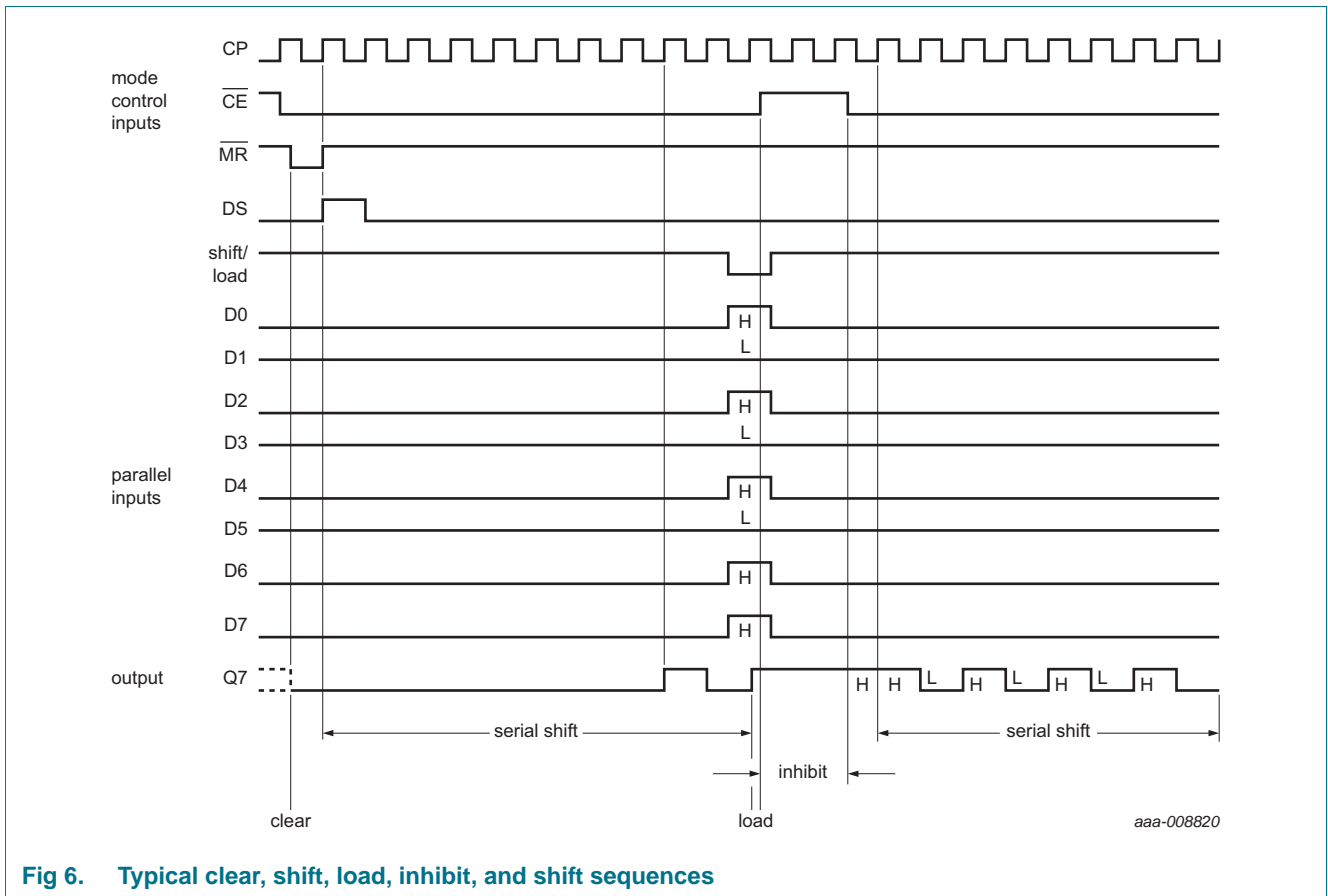 CP
mode
control
inputs
CE
MR
DS
shift/
load
D0
H
D1
L
D2
H
D3
L
parallel
inputs
D4
H
D5
L
D6
H
D7
H
output
Q7
H H L H L H L H
serial shift
serial shift
inhibit
clear
load
aaa-008820
Fig 6. Typical clear, shift, load, inhibit, and shift sequences